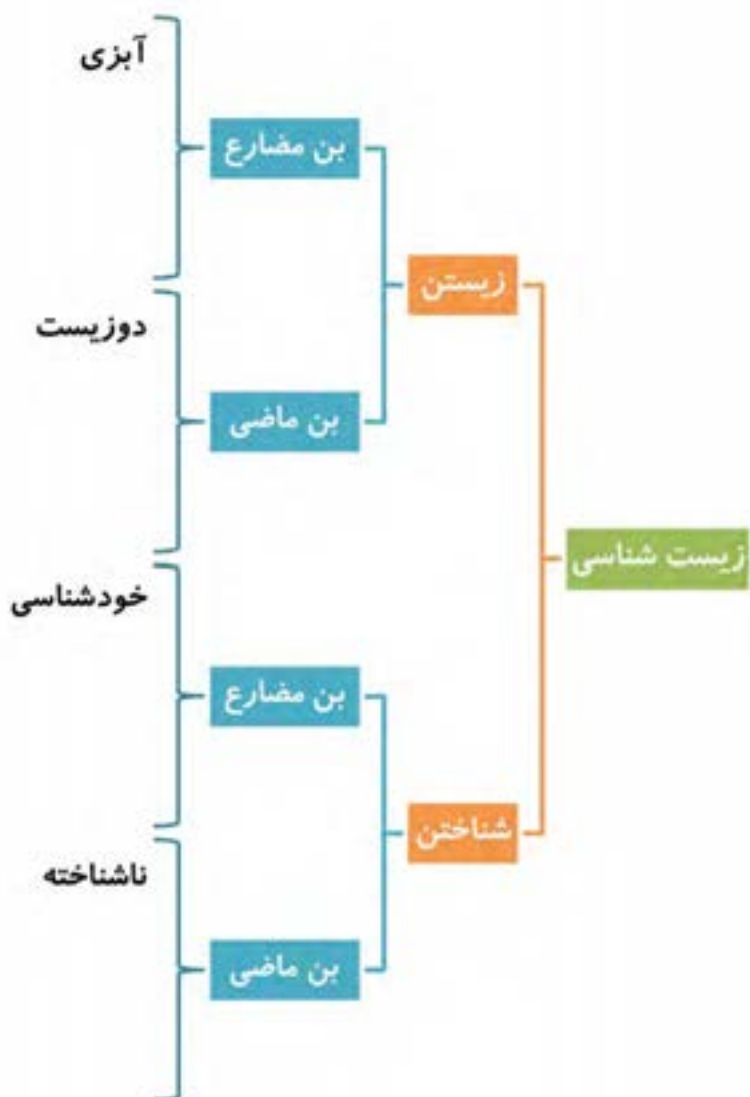 زیست شناسی
زیستن
بن مضارع
آبزی
بن ماضی
دوزیست
شناختن
بن مضارع
خودشناسی
بن ماضی
ناشناخته